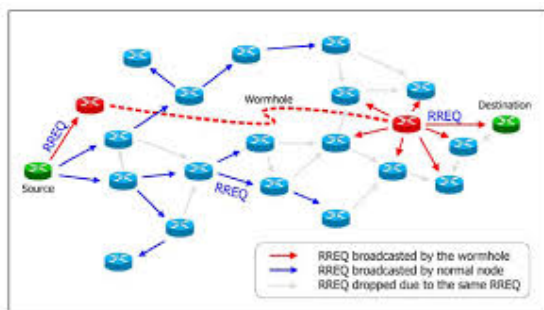 Wormhole
Destination
RREQ
RREQ
Source
RREQ
RREQ broadcasted by the wormhole
RREQ broadcasted by normal node
RREQ dropped due to the same RREQ